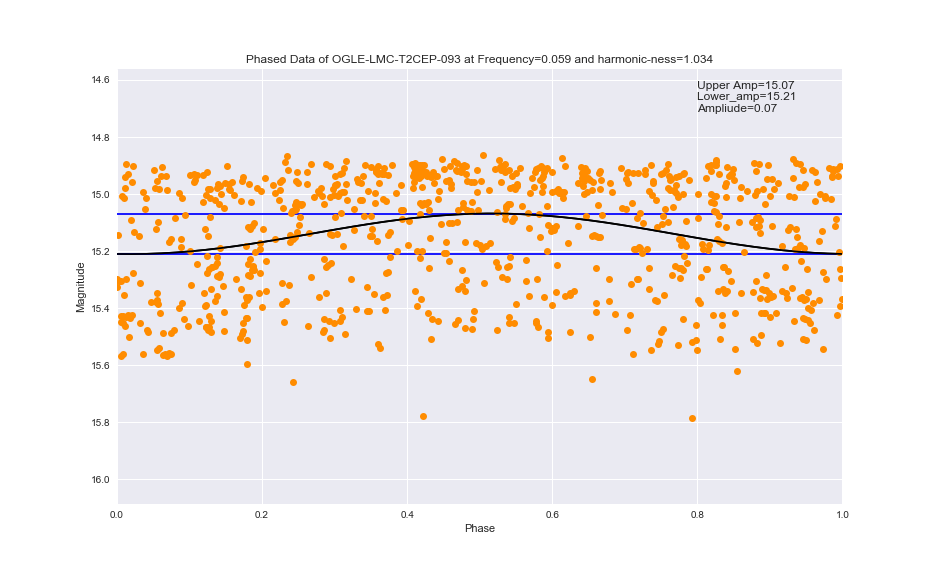 Phased Data of OGLE-LMC-T2CEP-093 at Frequency=0.059 and harmonic-ness=1.034
Upper Amp=15.07
Lower_amp=15.21
Ampliude=0.07
Magnitude
14.6
14.8
15.0
15.2
15.4
15.6
15.8
16.0
0.0 0.2 0.4 0.6 0.8 1.0
Phase